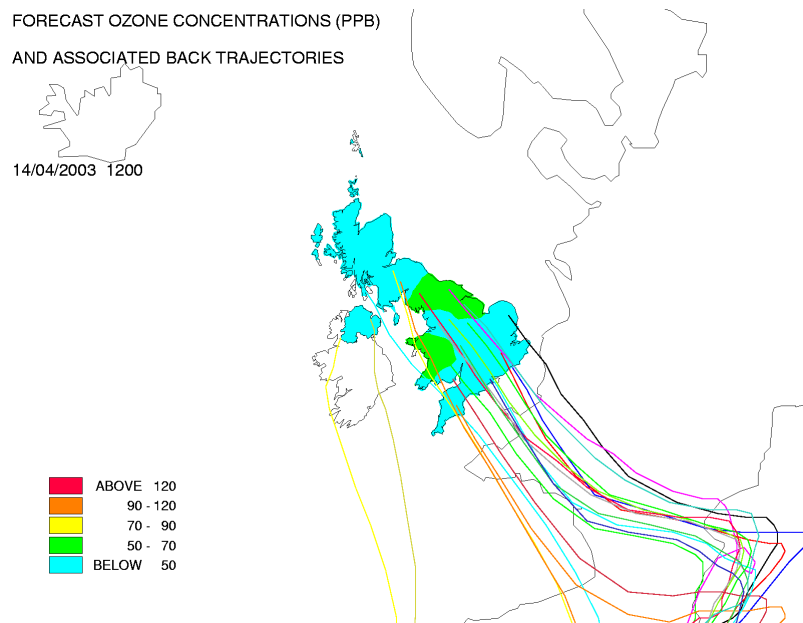 FORECAST OZONE CONCENTRATIONS (PPB)
AND ASSOCIATED BACK TRAJECTORIES
14/04/2003 1200
ABOVE 120
90 - 120
70 - 90
50 - 70
BELOW 50